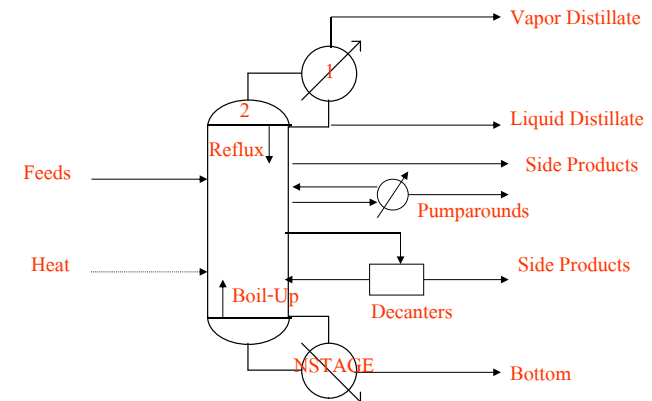 Vapor Distillate
1
2
Liquid Distillate
Reflux
Side Products
Feeds
Pumparounds
Heat
Side Products
Boil-Up
Decanters
NSTAGE
Bottom